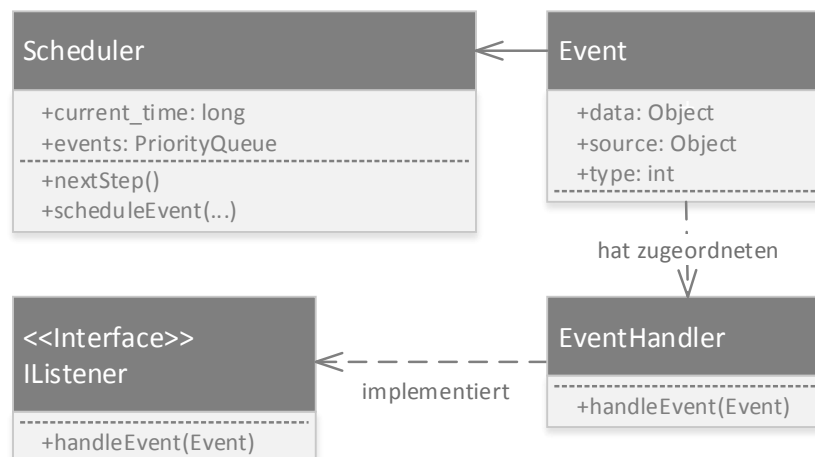 Scheduler
+current_time: long
+events: PriorityQueue
+nextStep()
+scheduleEvent(...)
Event
+data: Object
+source: Object
+type: int
hat zugeordneten
<<Interface>>
IListener
+handleEvent(Event)
implementiert
EventHandler
+handleEvent(Event)